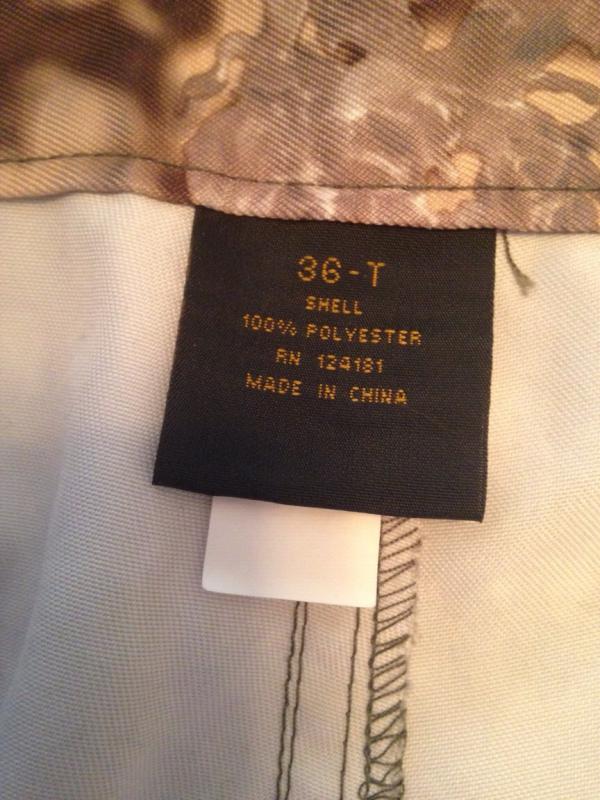 36-T
SHELL
100% POLYESTER
RN 124181
MADE IN CHINA